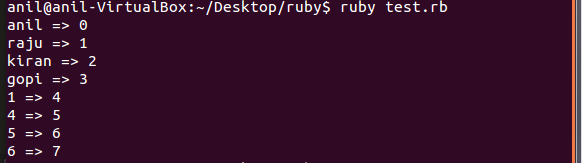 anil@anil-VirtualBox:~/Desktop/ruby$ ruby test.rb
anil => 0
raju => 1
kiran => 2
gopi => 3
1 => 4
4 => 5
5 => 6
6 => 7